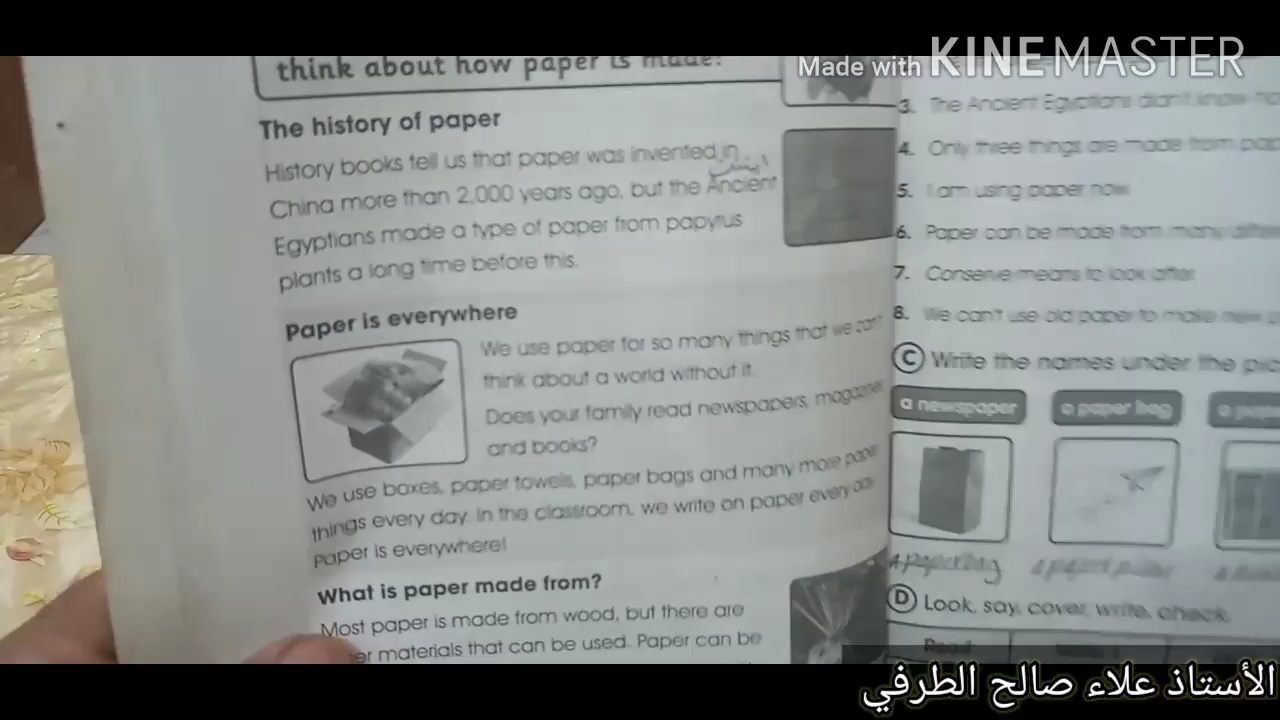 Made with KINEMASTER
think about how paper is made?
The history of paper
History books tell us that paper was invented in
China more than 2,000 years ago, but the Ancient
Egyptians made a type of paper from papyrus
plants a long time before this.
Paper is everywhere
We use paper for so many things that we can't
think about a world without it.
Does your family read newspapers, magazines
and books?
We use boxes, paper towels, paper bags and many more paper
things every day. In the classroom, we write on paper every day.
Paper is everywhere!
What is paper made from?
Most paper is made from wood, but there are
materials that can be used. Paper can be
3. The Ancient Egyptians didn't know
4. Only three things are made from
5. I am using paper now.
6. Paper can be made from many
7. Conserve means to look after.
8. We can't use old paper to make new
C Write the names under the
a newspaper
a paper bag
a
a paper bag
a paper plane
a
D Look, say, cover, write, check.
Read
الأستاذ علاء صالح الطرفي